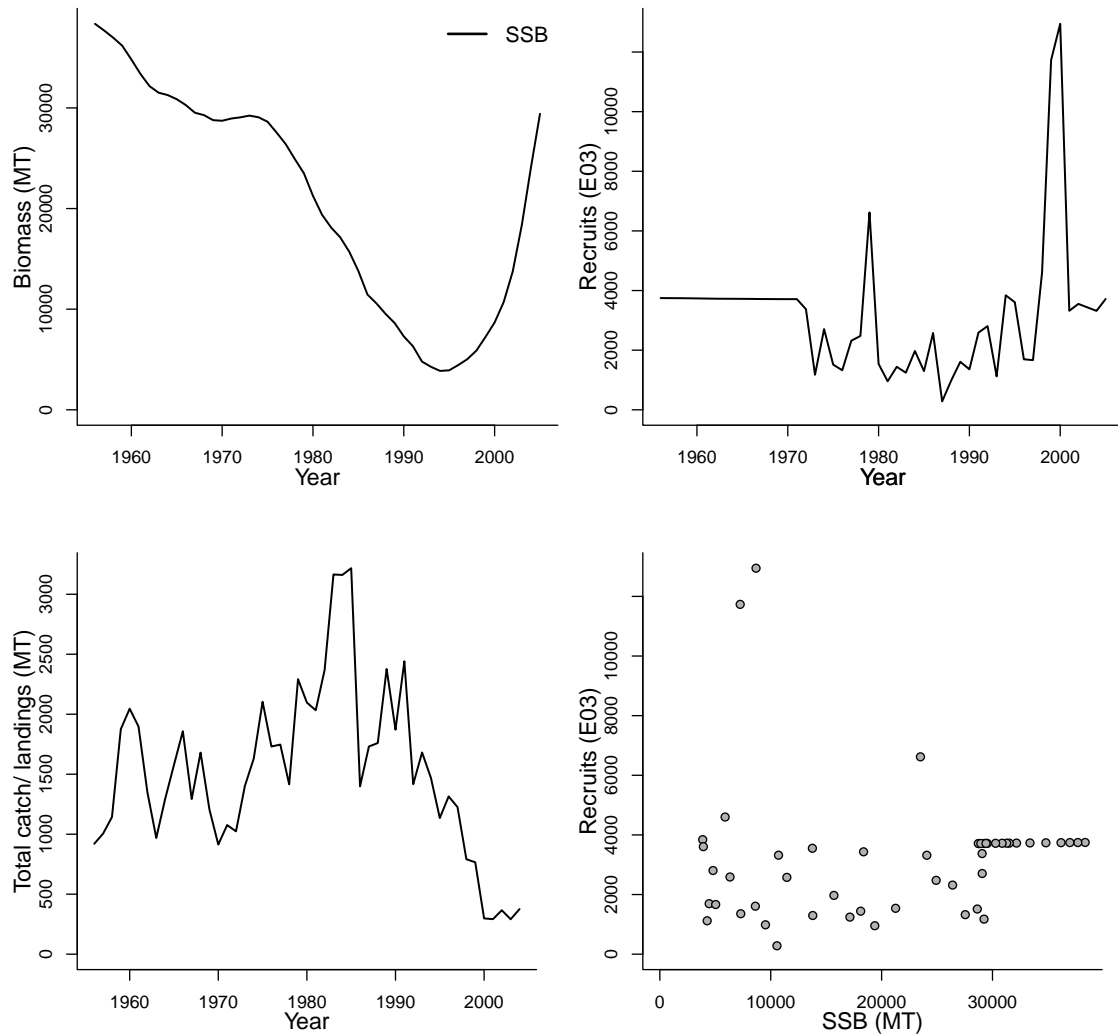 SSB
Biomass (MT)
0 10000 20000 30000
1960 1970 1980 1990 2000
Year
Recruits (E03)
0 2000 4000 6000 8000 10000
1960 1970 1980 1990 2000
Year
Total catch/ landings (MT)
0 500 1000 1500 2000 2500 3000
1960 1970 1980 1990 2000
Year
Recruits (E03)
0 2000 4000 6000 8000 10000
0 10000 20000 30000
SSB (MT)